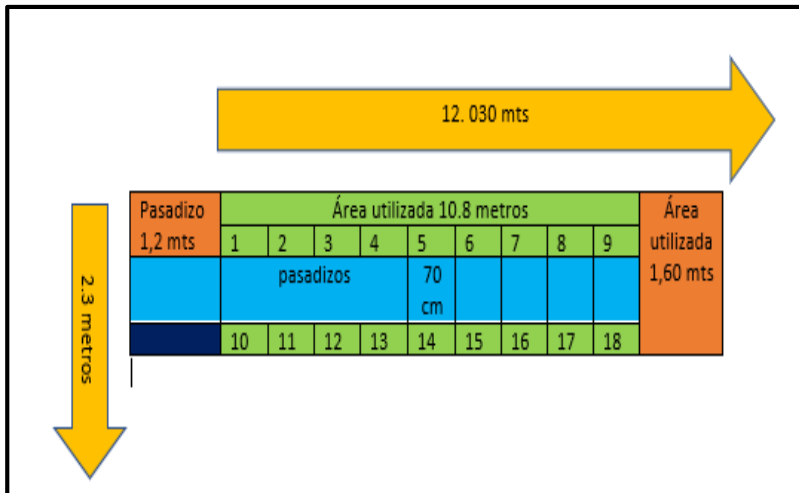 12. 030 mts
Pasadizo
1,2 mts
Área utilizada 10.8 metros
Área
utilizada
1,60 mts
1 2 3 4 5 6 7 8 9
pasadizos
70
cm
2.3 metros
10 11 12 13 14 15 16 17 18